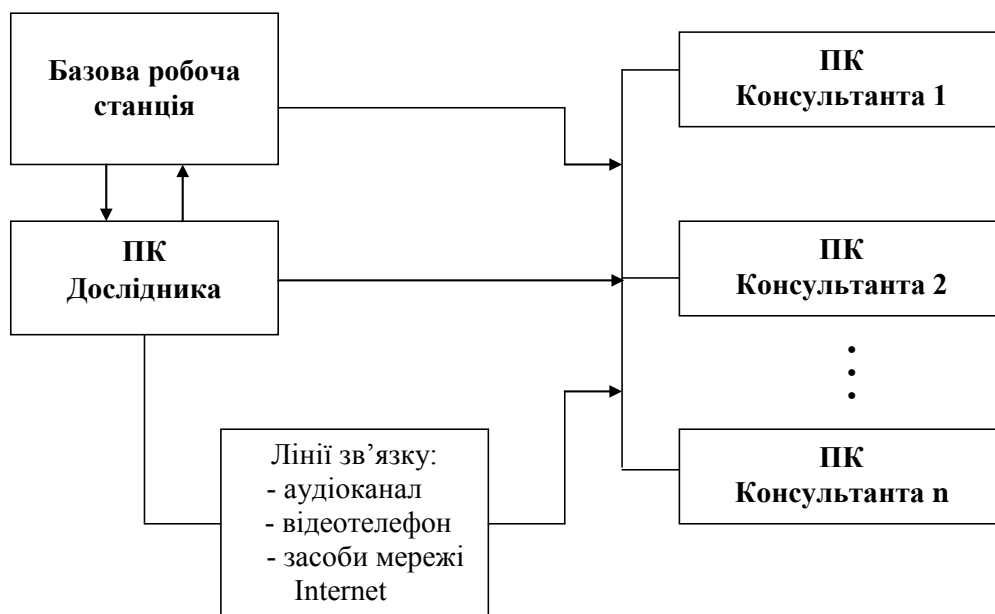 Базова робоча
станція
ПК
Дослідника
Лінії зв’язку:
- аудіоканал
- відеотелефон
- засоби мережі
Internet
ПК
Консультанта 1
ПК
Консультанта 2
ПК
Консультанта n